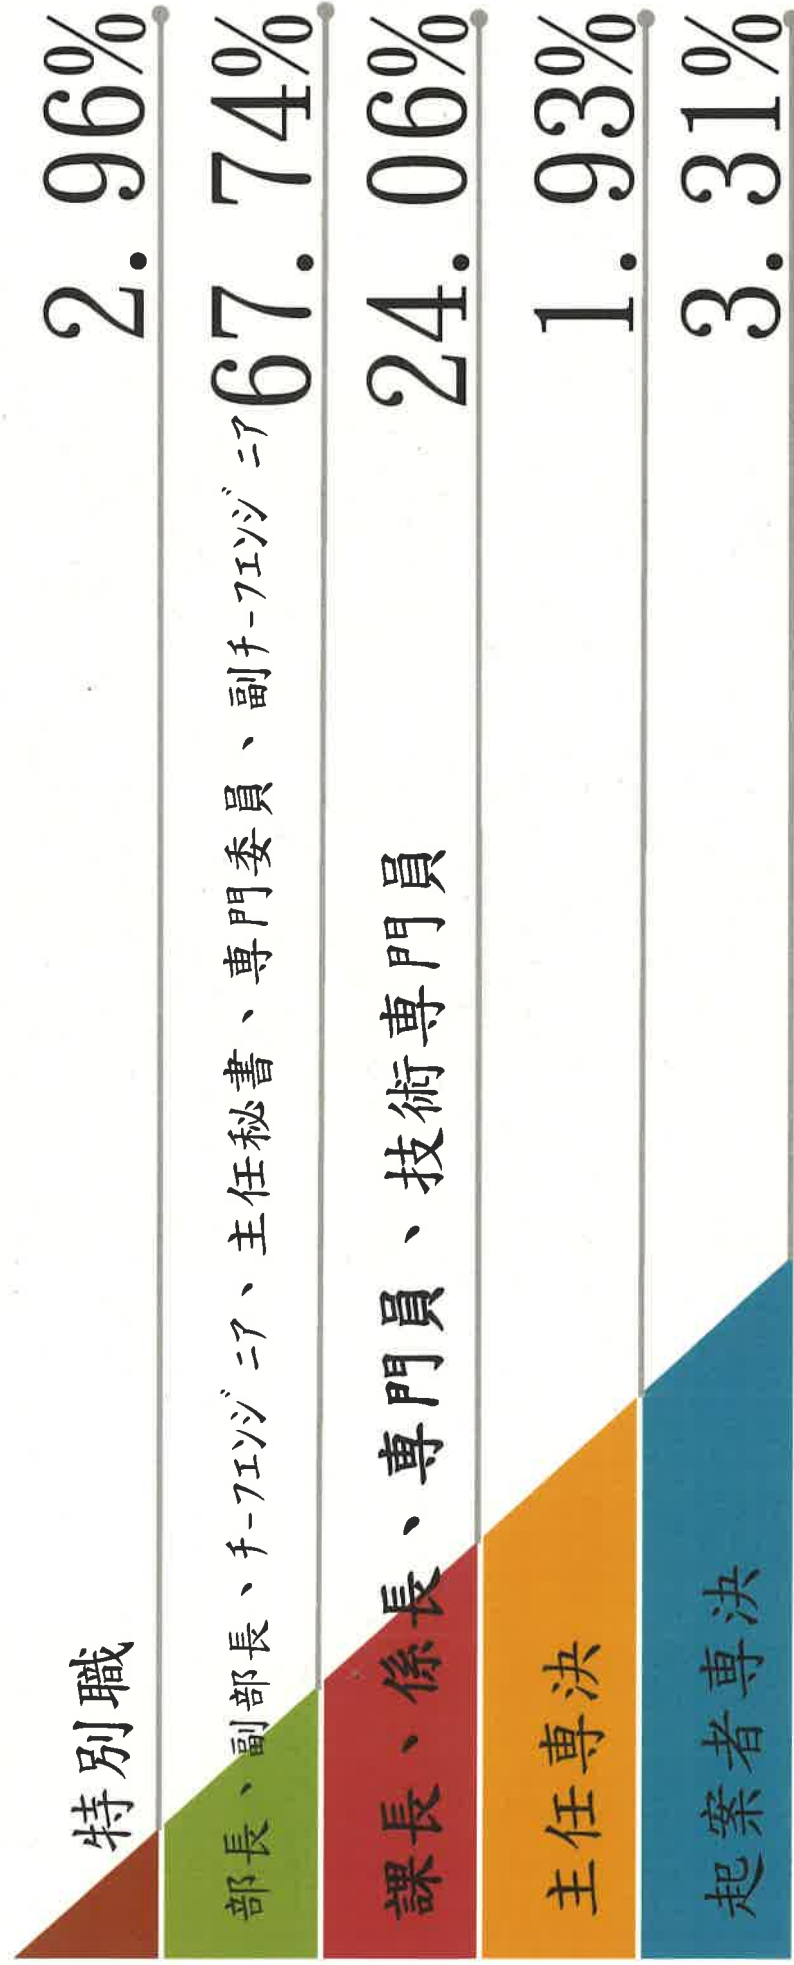 特別職 2.96%
部長、副部長、チーフエンジニア、主任秘書、専門委員、副チーフエンジニア 67.74%
課長、係長、専門員、技術専門員 24.06%
主任専決 1.93%
起案者専決 3.31%